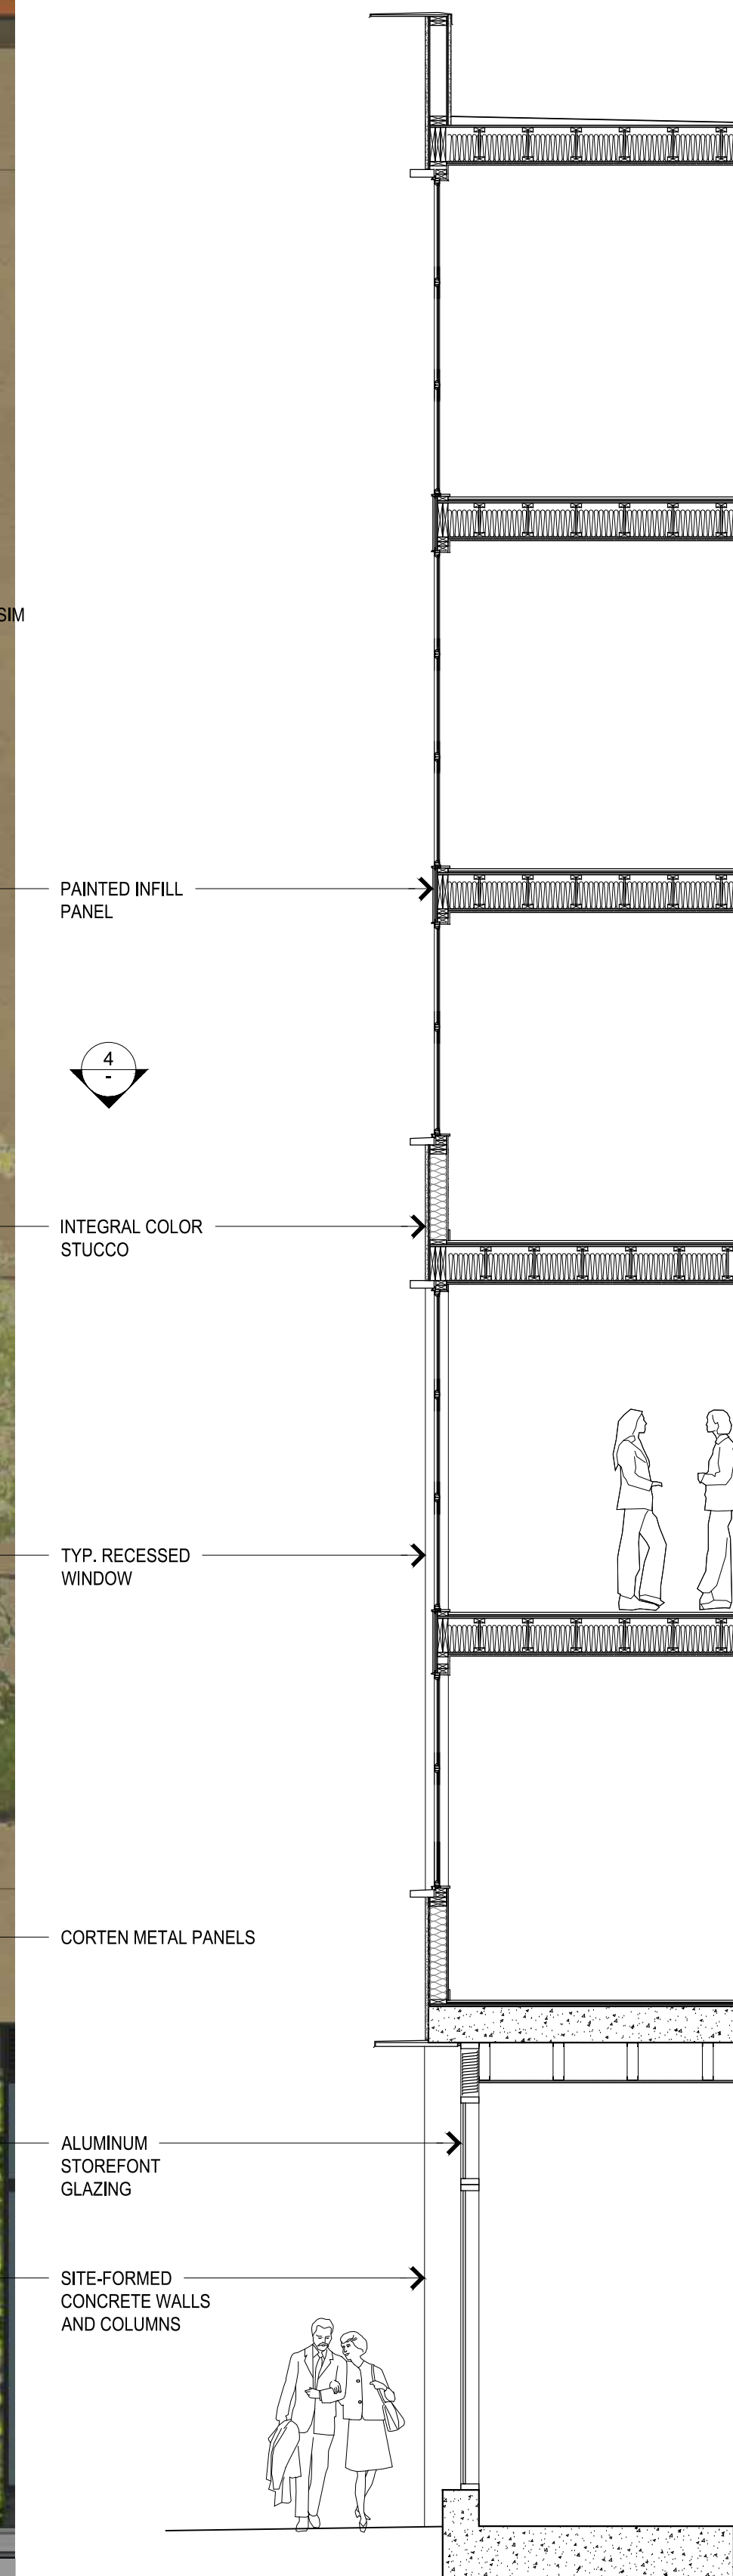 SIM
PAINTED INFILL
PANEL
4
-
INTEGRAL COLOR
STUCCO
TYP. RECESSED
WINDOW
CORTEN METAL PANELS
ALUMINUM
STOREFONT
GLAZING
SITE-FORMED
CONCRETE WALLS
AND COLUMNS